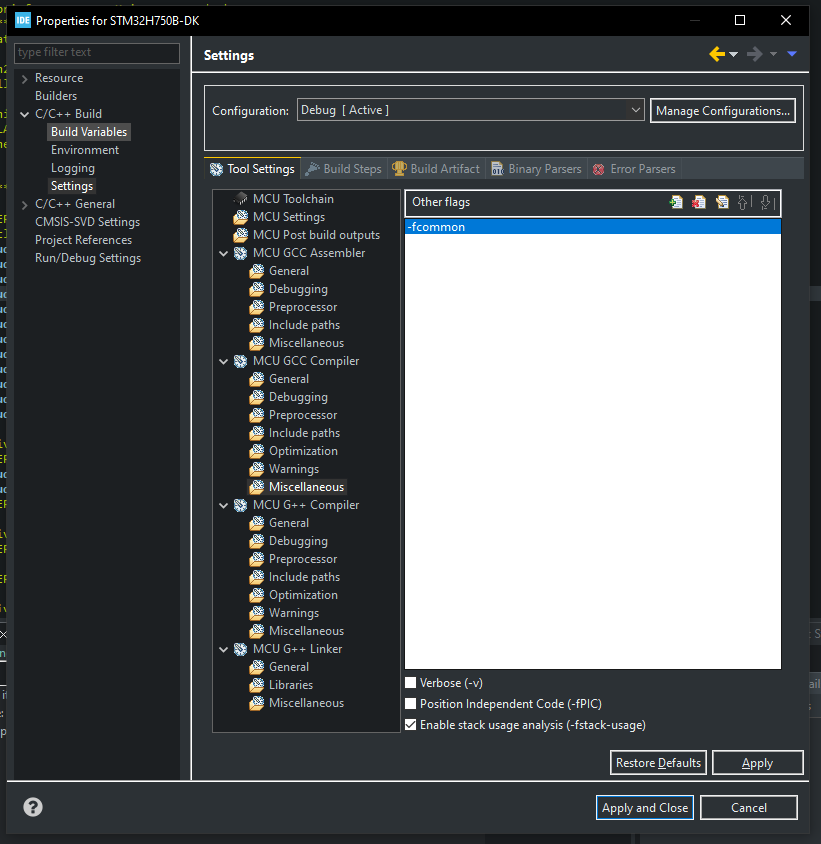 IDE Properties for STM32H750B-DK
type filter text
Resource
Builders
C/C++ Build
Build Variables
Environment
Logging
Settings
C/C++ General
CMSIS-SVD Settings
Project References
Run/Debug Settings
Settings
Configuration: Debug [ Active ] Manage Configurations...
Tool Settings Build Steps Build Artifact Binary Parsers Error Parsers
MCU Toolchain
MCU Settings
MCU Post build outputs
MCU GCC Assembler
General
Debugging
Preprocessor
Include paths
Miscellaneous
MCU GCC Compiler
General
Debugging
Preprocessor
Include paths
Optimization
Warnings
Miscellaneous
MCU G++ Compiler
General
Debugging
Preprocessor
Include paths
Optimization
Warnings
Miscellaneous
MCU G++ Linker
General
Libraries
Miscellaneous
Other flags
-fcommon
Verbose (-v)
Position Independent Code (-fPIC)
Enable stack usage analysis (-fstack-usage)
Restore Defaults Apply
? Apply and Close Cancel